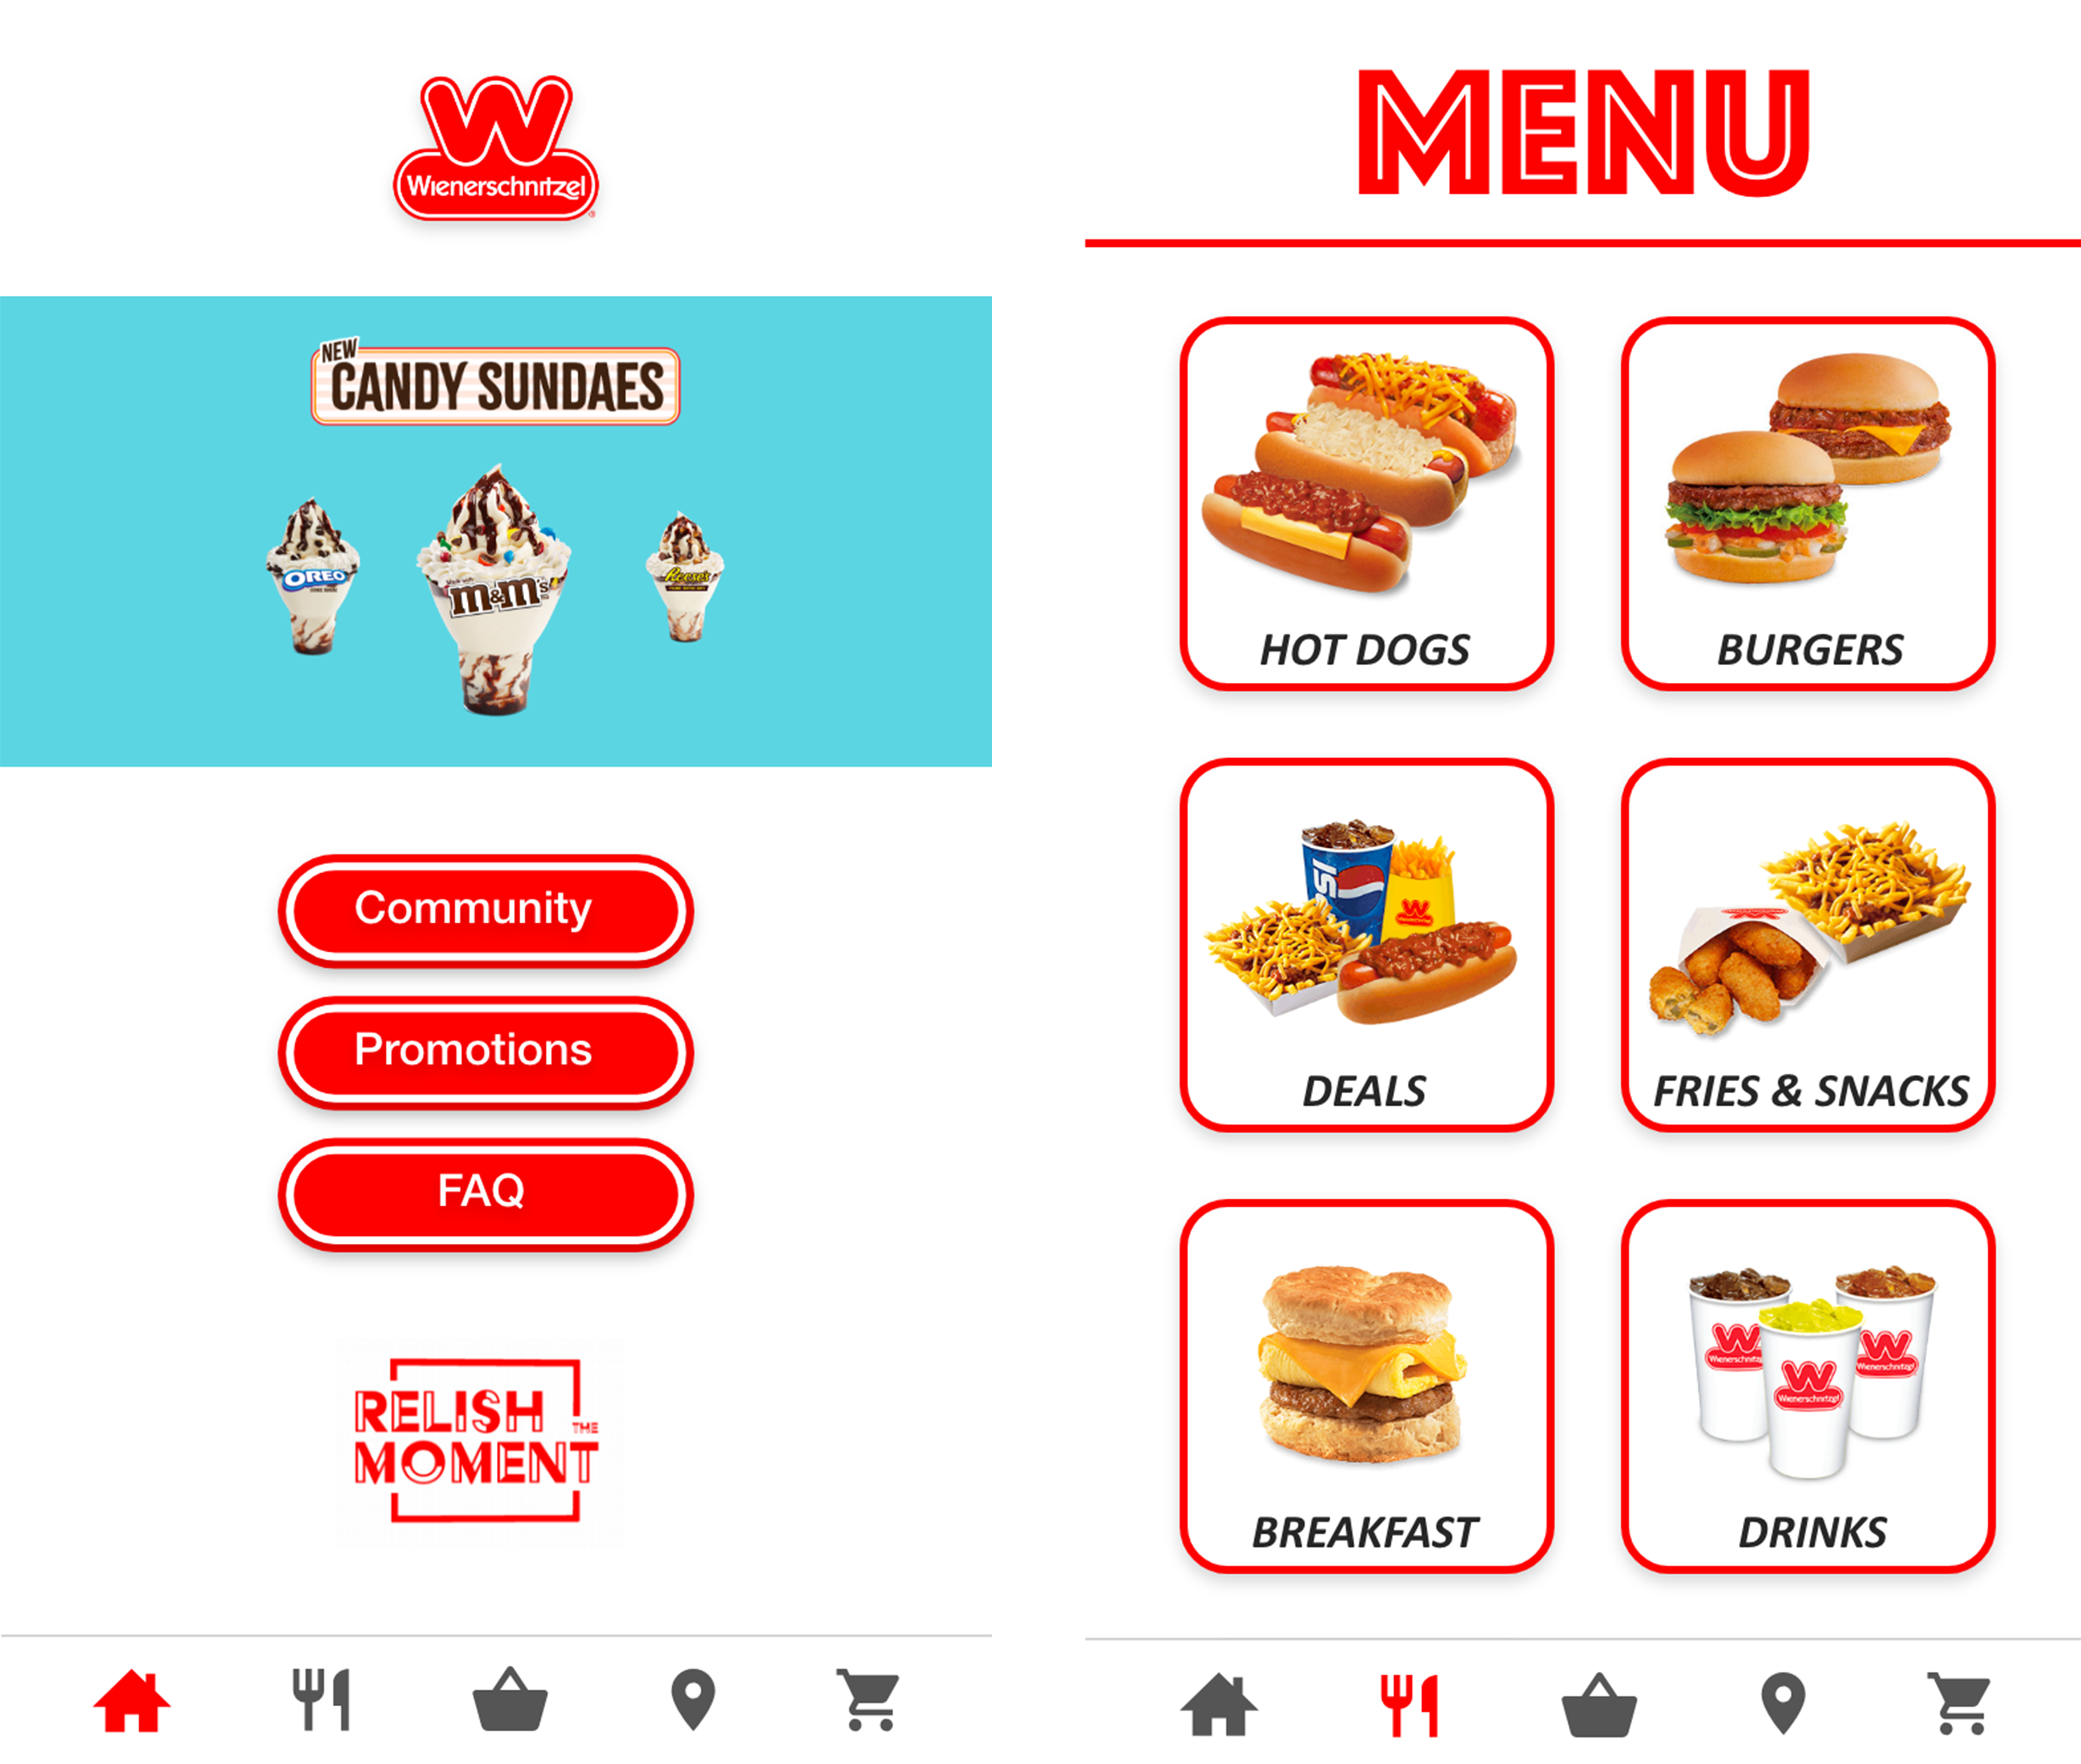 Wienerschnitzel
NEW
CANDY SUNDAES
OREO
m&m's
Reese's
Community
Promotions
FAQ
RELISH THE
MOMENT
MENU
HOT DOGS
BURGERS
DEALS
FRIES & SNACKS
BREAKFAST
Wienerschnitzel
DRINKS